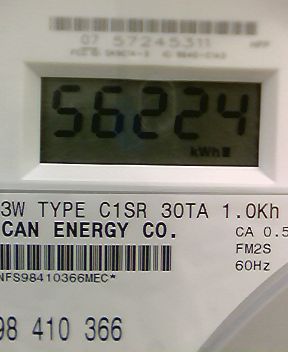 07 57245311
56224
kWh
3W TYPE C1SR 30TA 1.0Kh
CAN ENERGY CO.
CA 0.5
FM2S
60Hz
NFS98410366MEC*
98 410 366